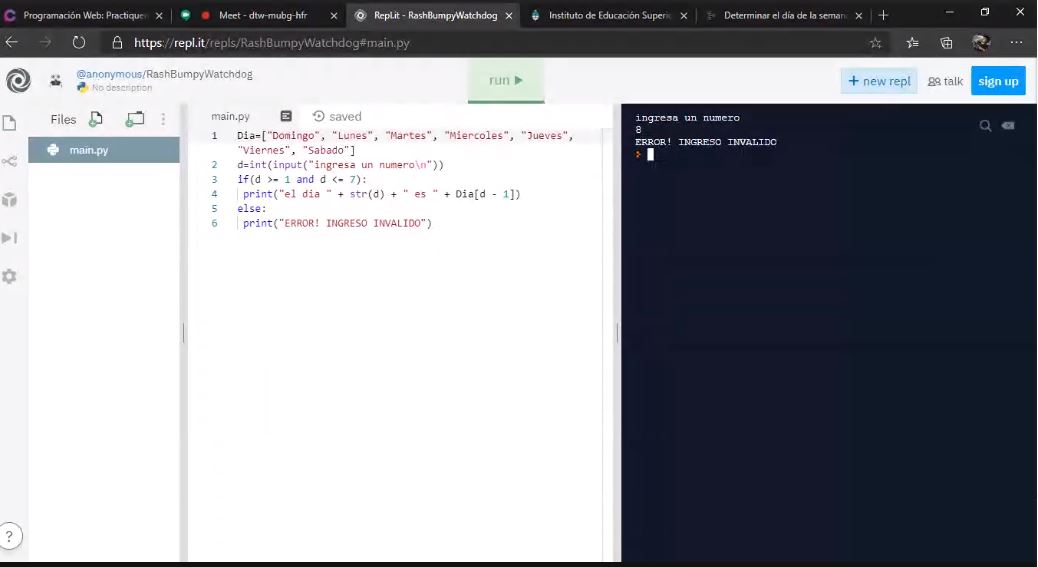 Programación Web: Practiquem
Meet - dtw-mubg-hfr
Repl.it - RashBumpyWatchdog
Instituto de Educación Superio
Determinar el día de la semana
https://repl.it/repls/RashBumpyWatchdog#main.py
@anonymous/RashBumpyWatchdog
No description
run
+ new repl
talk
sign up
Files
main.py
main.py
saved
1 Dia=["Domingo", "Lunes", "Martes", "Miercoles", "Jueves",
"Viernes", "Sabado"]
2 d=int(input("ingresa un numero\n"))
3 if(d >= 1 and d <= 7):
4 print("el dia " + str(d) + " es " + Dia[d - 1])
5 else:
6 print("ERROR! INGRESO INVALIDO")
ingresa un numero
8
ERROR! INGRESO INVALIDO
?